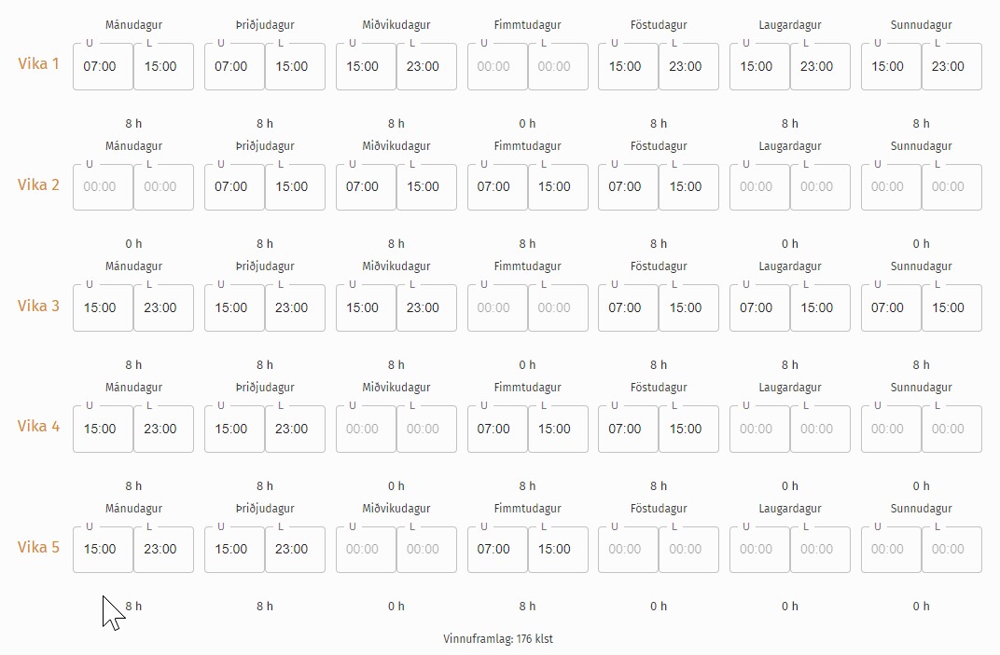 Mánudagur Þriðjudagur Miðvikudagur Fimmtudagur Föstudagur Laugardagur Sunnudagur
U L U L U L U L U L U L U L
Vika 1 07:00 15:00 07:00 15:00 15:00 23:00 00:00 00:00 15:00 23:00 15:00 23:00 15:00 23:00
8 h 8 h 8 h 0 h 8 h 8 h 8 h
Mánudagur Þriðjudagur Miðvikudagur Fimmtudagur Föstudagur Laugardagur Sunnudagur
U L U L U L U L U L U L U L
Vika 2 00:00 00:00 07:00 15:00 07:00 15:00 07:00 15:00 07:00 15:00 00:00 00:00 00:00 00:00
0 h 8 h 8 h 8 h 8 h 0 h 0 h
Mánudagur Þriðjudagur Miðvikudagur Fimmtudagur Föstudagur Laugardagur Sunnudagur
U L U L U L U L U L U L U L
Vika 3 15:00 23:00 15:00 23:00 15:00 23:00 00:00 00:00 07:00 15:00 07:00 15:00 07:00 15:00
8 h 8 h 8 h 0 h 8 h 8 h 8 h
Mánudagur Þriðjudagur Miðvikudagur Fimmtudagur Föstudagur Laugardagur Sunnudagur
U L U L U L U L U L U L U L
Vika 4 15:00 23:00 15:00 23:00 00:00 00:00 07:00 15:00 07:00 15:00 00:00 00:00 00:00 00:00
8 h 8 h 0 h 8 h 8 h 0 h 0 h
Mánudagur Þriðjudagur Miðvikudagur Fimmtudagur Föstudagur Laugardagur Sunnudagur
U L U L U L U L U L U L U L
Vika 5 15:00 23:00 15:00 23:00 00:00 00:00 07:00 15:00 00:00 00:00 00:00 00:00 00:00 00:00
8 h 8 h 0 h 8 h 0 h 0 h 0 h
Vinnuframlag: 176 klst